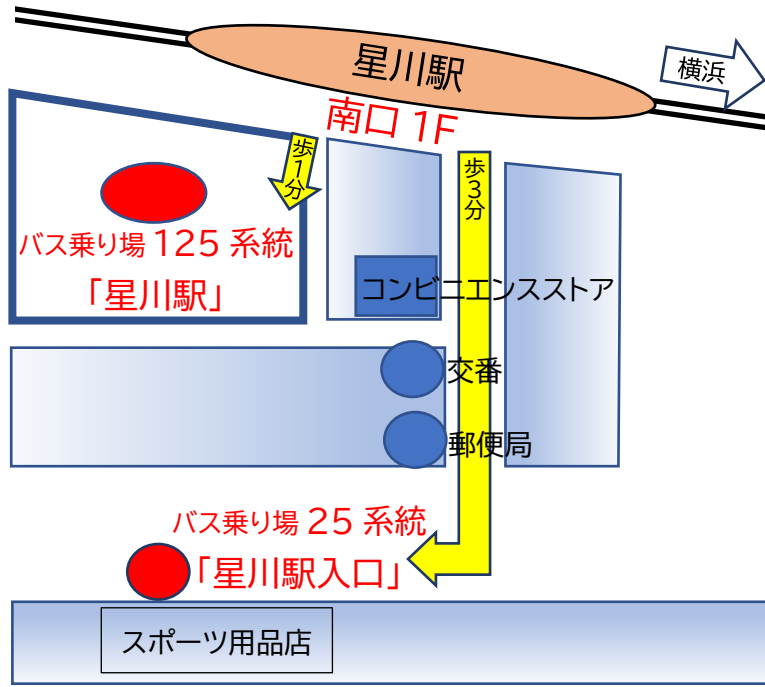 星川駅
横浜
南口 1F
歩1分
歩3分
バス乗り場 125 系統
「星川駅」
コンビニエンスストア
交番
郵便局
バス乗り場 25 系統
「星川駅入口」
スポーツ用品店